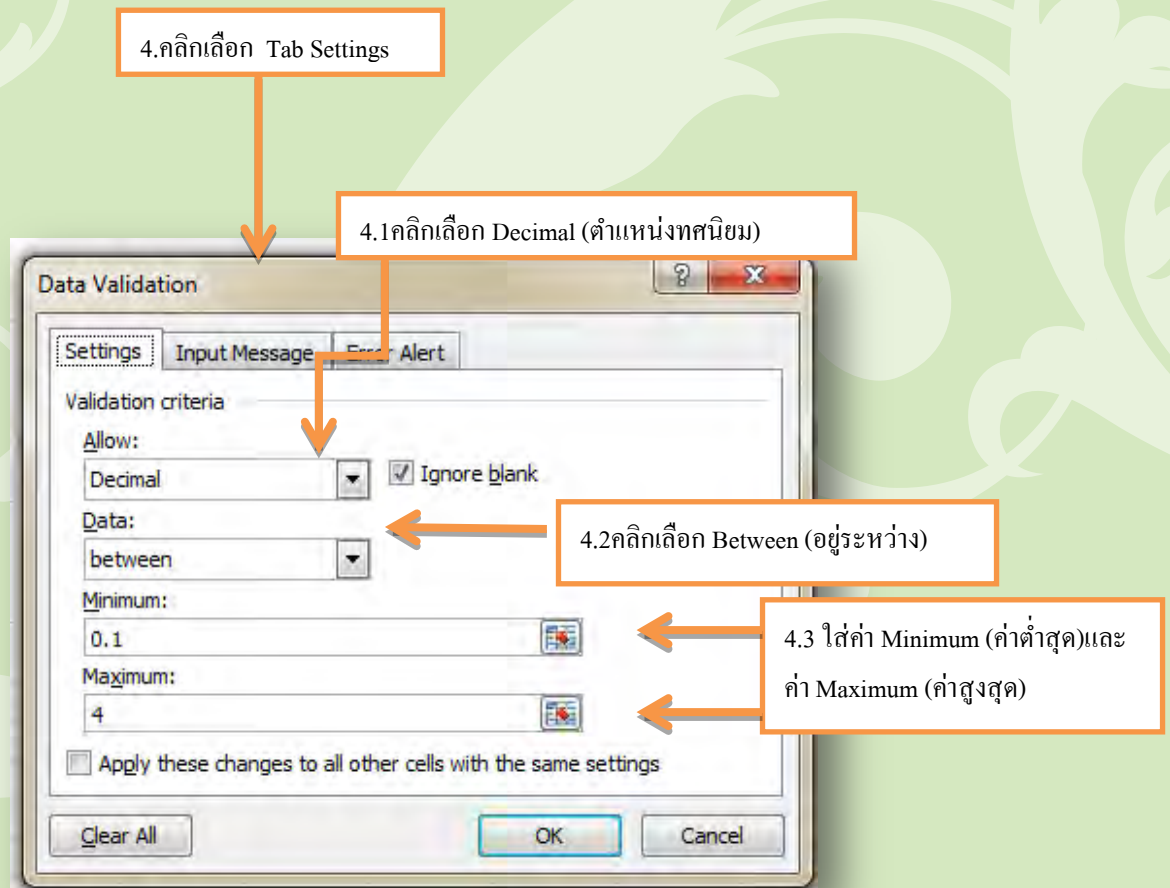 4.คลิกเลือก Tab Settings
4.1คลิกเลือก Decimal (ตำแหน่งทศนิยม)
Data Validation
Settings Input Message Error Alert
Validation criteria
Allow:
Decimal
Ignore blank
Data:
between
4.2คลิกเลือก Between (อยู่ระหว่าง)
Minimum:
0.1
4.3 ใส่ค่า Minimum (ค่าต่ำสุด)และ
ค่า Maximum (ค่าสูงสุด)
Maximum:
4
Apply these changes to all other cells with the same settings
Clear All OK Cancel